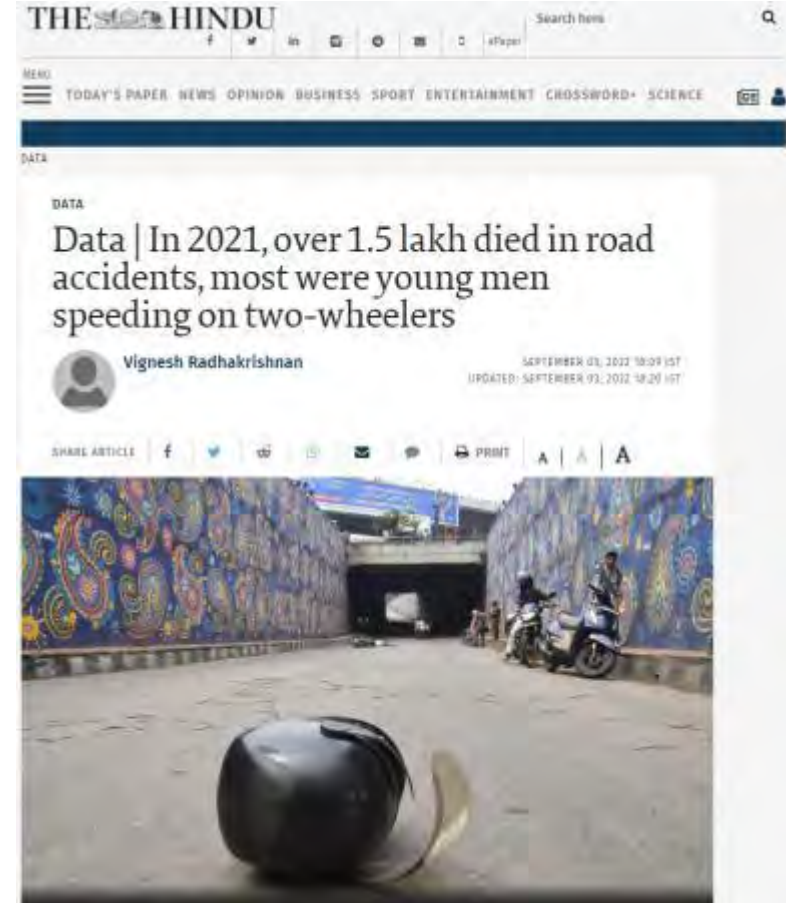 THE HINDU
Search here
ePaper
MENU
TODAY'S PAPER NEWS OPINION BUSINESS SPORT ENTERTAINMENT CROSSWORD+ SCIENCE
DATA
DATA
Data | In 2021, over 1.5 lakh died in road
accidents, most were young men
speeding on two-wheelers
Vignesh Radhakrishnan
SEPTEMBER 03, 2022 18:09 IST
UPDATED: SEPTEMBER 03, 2022 18:20 IST
SHARE ARTICLE PRINT A | A | A